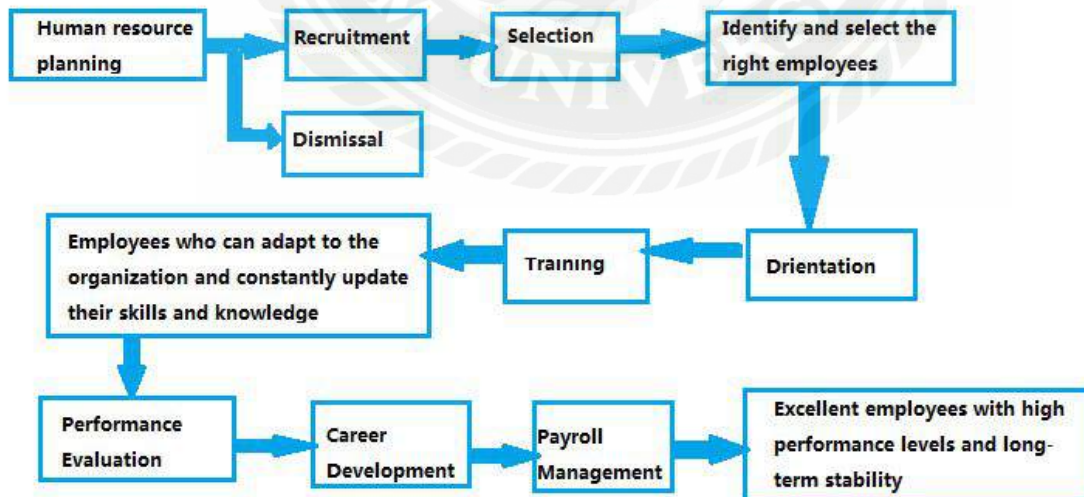 Human resource
planning
Recruitment
Selection
Identify and select the
right employees
Dismissal
UNIVERS
Employees who can adapt to the
organization and constantly update
their skills and knowledge
Training
Drientation
Performance
Evaluation
Career
Development
Payroll
Management
Excellent employees with high
performance levels and long-
term stability